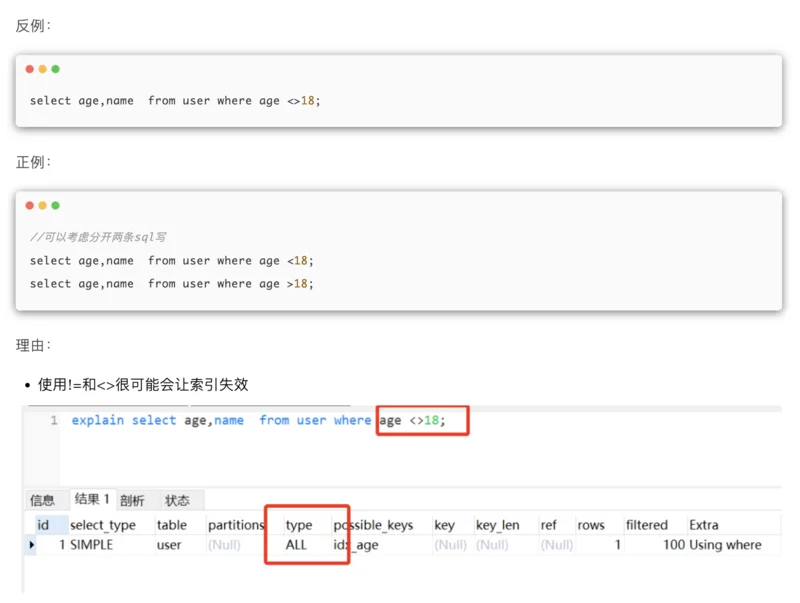 反例：
select age,name  from user where age <>18;
正例：
//可以考虑分开两条sql写
select age,name  from user where age <18;
select age,name  from user where age >18;
理由：
• 使用!=和<>很可能会让索引失效
1 explain select age,name  from user where age <>18;
信息 结果 1 剖析 状态
id select_type table partitions type possible_keys key key_len ref rows filtered Extra
1 SIMPLE user (Null) ALL idx_age (Null) (Null) (Null) 1 100 Using where